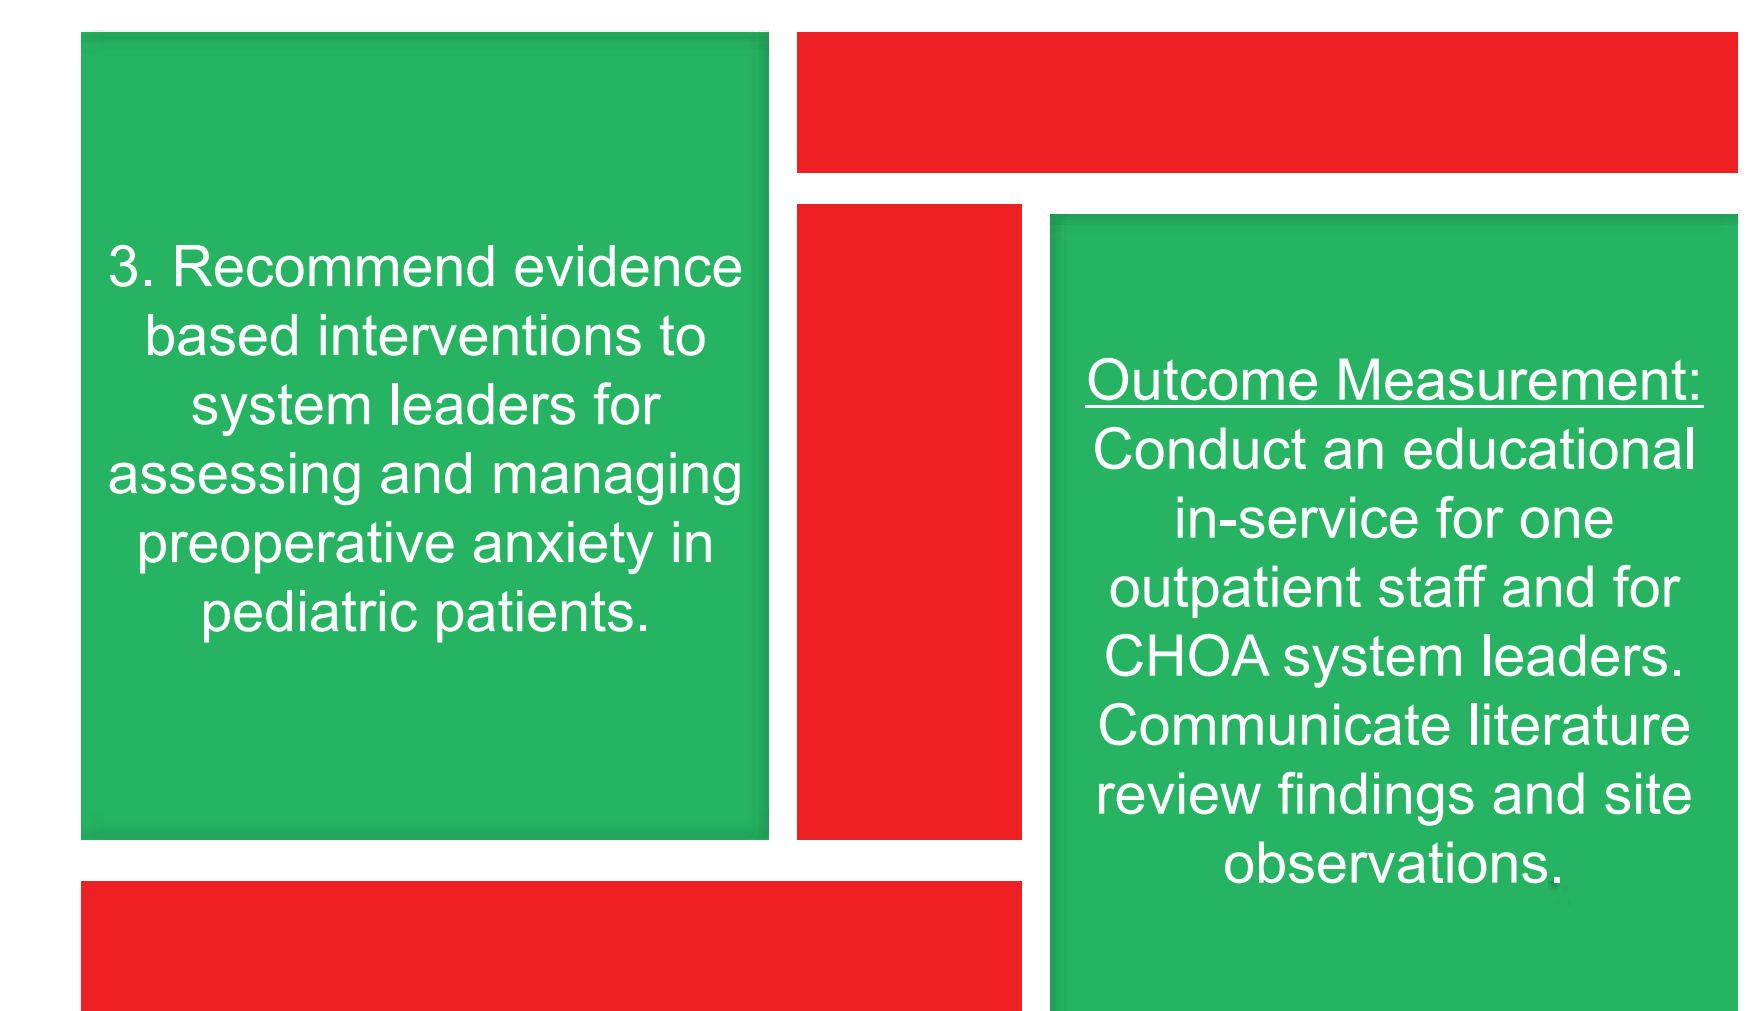 3. Recommend evidence
based interventions to
system leaders for
assessing and managing
preoperative anxiety in
pediatric patients.
Outcome Measurement:
Conduct an educational
in-service for one
outpatient staff and for
CHOA system leaders.
Communicate literature
review findings and site
observations.